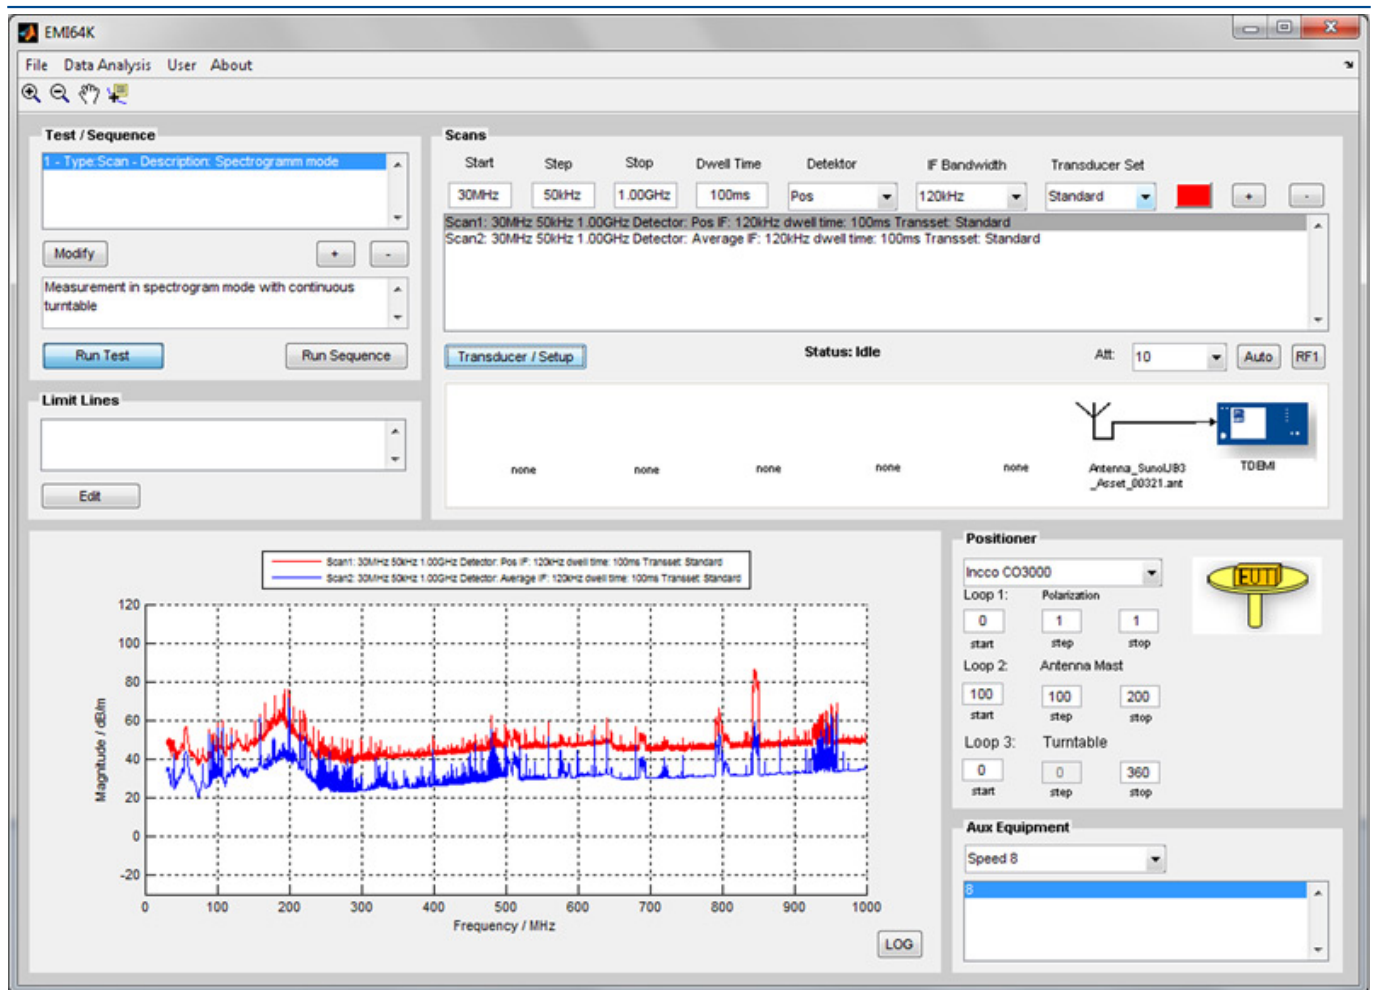 EMI64K
File Data Analysis User About
Test / Sequence
1 - Type:Scan - Description: Spectrogramm mode
Modify
+ -
Measurement in spectrogram mode with continuous
turntable
Run Test Run Sequence
Limit Lines
Edit
Scans
Start Step Stop Dwell Time Detektor IF Bandwidth Transducer Set
30MHz 50kHz 1.00GHz 100ms Pos 120kHz Standard + -
Scan1: 30MHz 50kHz 1.00GHz Detector: Pos IF: 120kHz dwell time: 100ms Transset: Standard
Scan2: 30MHz 50kHz 1.00GHz Detector: Average IF: 120kHz dwell time: 100ms Transset: Standard
Transducer / Setup Status: Idle Att: 10 Auto RF1
none none none none none
Antenna_SunolJB3
_Asset_00321.ant
TDEMI
Scan1: 30MHz 50kHz 1.00GHz Detector: Pos IF: 120kHz dwell time: 100ms Transset: Standard
Scan2: 30MHz 50kHz 1.00GHz Detector: Average IF: 120kHz dwell time: 100ms Transset: Standard
Magnitude / dB/m
120
100
80
60
40
20
0
-20
0 100 200 300 400 500 600 700 800 900 1000
Frequency / MHz
LOG
Positioner
Incco CO3000
EUT
Loop 1: Polarization
0 1 1
start step stop
Loop 2: Antenna Mast
100 100 200
start step stop
Loop 3: Turntable
0 0 360
start step stop
Aux Equipment
Speed 8
8